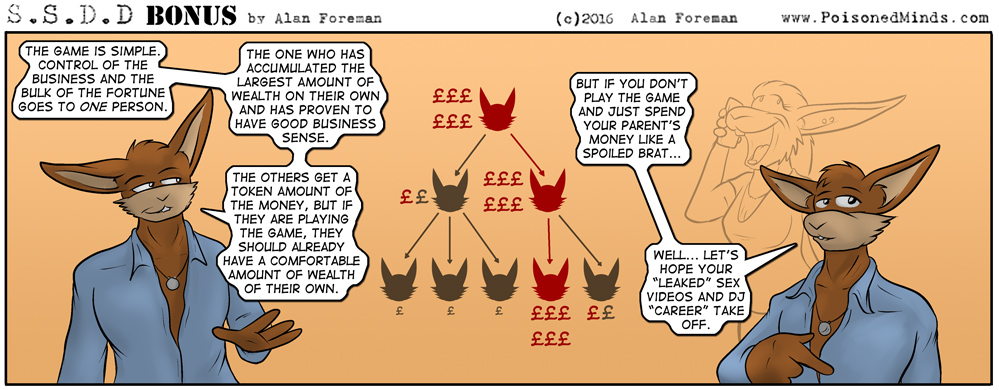 S.S.D.D BONUS by Alan Foreman (c)2016 Alan Foreman www.PoisonedMinds.com
THE GAME IS SIMPLE.
CONTROL OF THE
BUSINESS AND THE
BULK OF THE FORTUNE
GOES TO ONE PERSON.
THE ONE WHO HAS
ACCUMULATED THE
LARGEST AMOUNT OF
WEALTH ON THEIR OWN
AND HAS PROVEN TO
HAVE GOOD BUSINESS
SENSE.
THE OTHERS GET A
TOKEN AMOUNT OF
THE MONEY, BUT IF
THEY ARE PLAYING
THE GAME, THEY
SHOULD ALREADY
HAVE A COMFORTABLE
AMOUNT OF WEALTH
OF THEIR OWN.
£££
£££
££
£££
£££
£
£
£
£££
£££
££
BUT IF YOU DON'T
PLAY THE GAME
AND JUST SPEND
YOUR PARENT'S
MONEY LIKE A
SPOILED BRAT...
WELL... LET'S
HOPE YOUR
"LEAKED" SEX
VIDEOS AND DJ
"CAREER" TAKE
OFF.